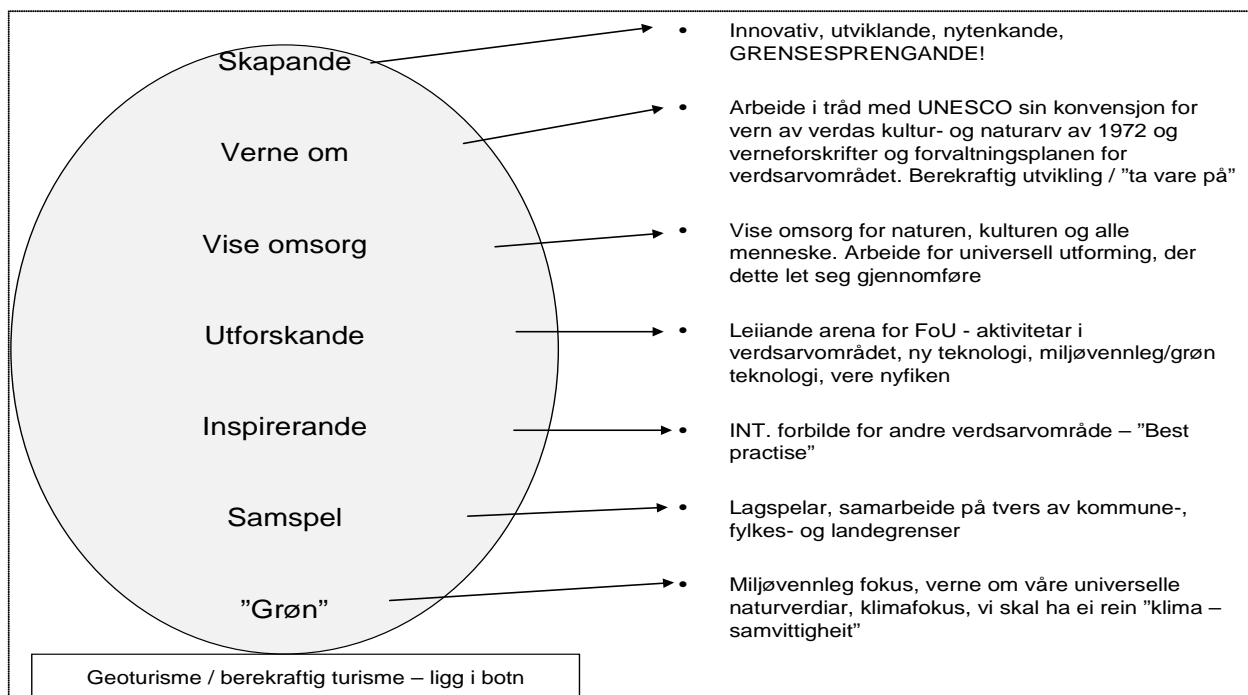 Skapande
• Innovativ, utviklande, nytenkande,
GRENSESPRENGANDE!
Verne om
• Arbeide i tråd med UNESCO sin konvensjon for
vern av verdas kultur- og naturarv av 1972 og
verneforskrifter og forvaltningsplanen for
verdsarvområdet. Berekraftig utvikling / ”ta vare på”
Vise omsorg
• Vise omsorg for naturen, kulturen og alle
menneske. Arbeide for universell utforming, der
dette let seg gjennomføre
Utforskande
• Leiiande arena for FoU - aktivitetar i
verdsarvområdet, ny teknologi, miljøvennleg/grøn
teknologi, vere nyfiken
Inspirerande
• INT. forbilde for andre verdsarvområde – ”Best
practise”
Samspel
• Lagspelar, samarbeide på tvers av kommune-,
fylkes- og landegrenser
”Grøn”
• Miljøvennleg fokus, verne om våre universelle
naturverdiar, klimafokus, vi skal ha ei rein ”klima –
samvittigheit”
Geoturisme / berekraftig turisme – ligg i botn